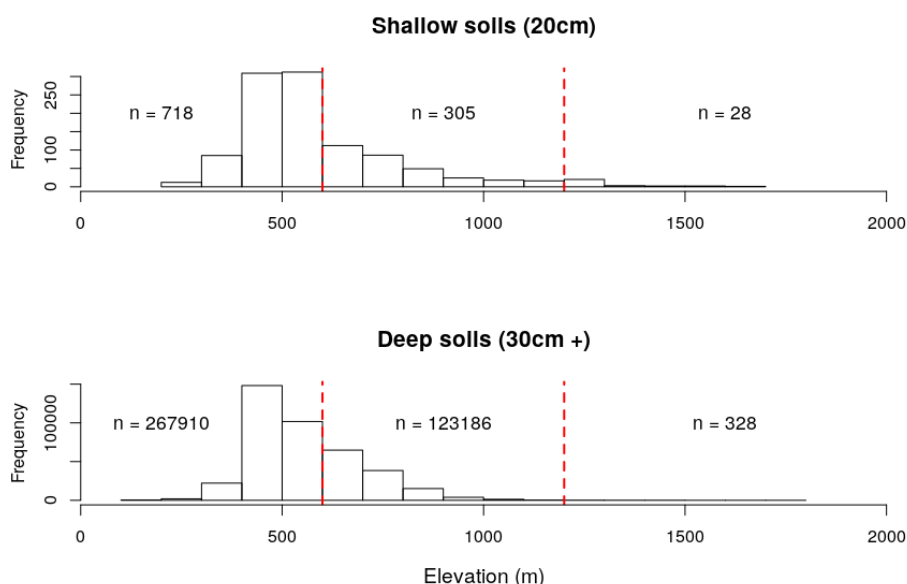 Shallow soils (20cm)
Frequency
250
100
0
n = 718
n = 305
n = 28
0 500 1000 1500 2000
Deep soils (30cm +)
Frequency
100000
0
n = 267910
n = 123186
n = 328
0 500 1000 1500 2000
Elevation (m)